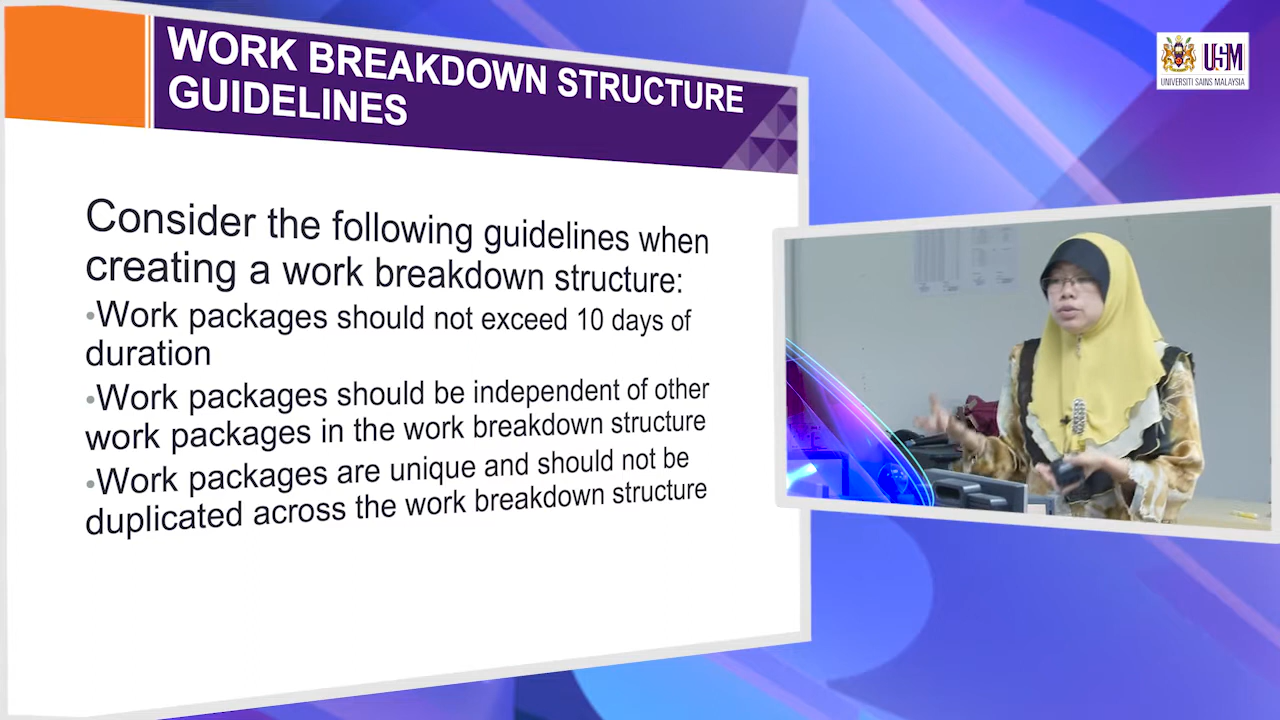 WORK BREAKDOWN STRUCTURE
GUIDELINES
Consider the following guidelines when
creating a work breakdown structure:
•Work packages should not exceed 10 days of
duration
•Work packages should be independent of other
work packages in the work breakdown structure
•Work packages are unique and should not be
duplicated across the work breakdown structure
USM
UNIVERSITI SAINS MALAYSIA